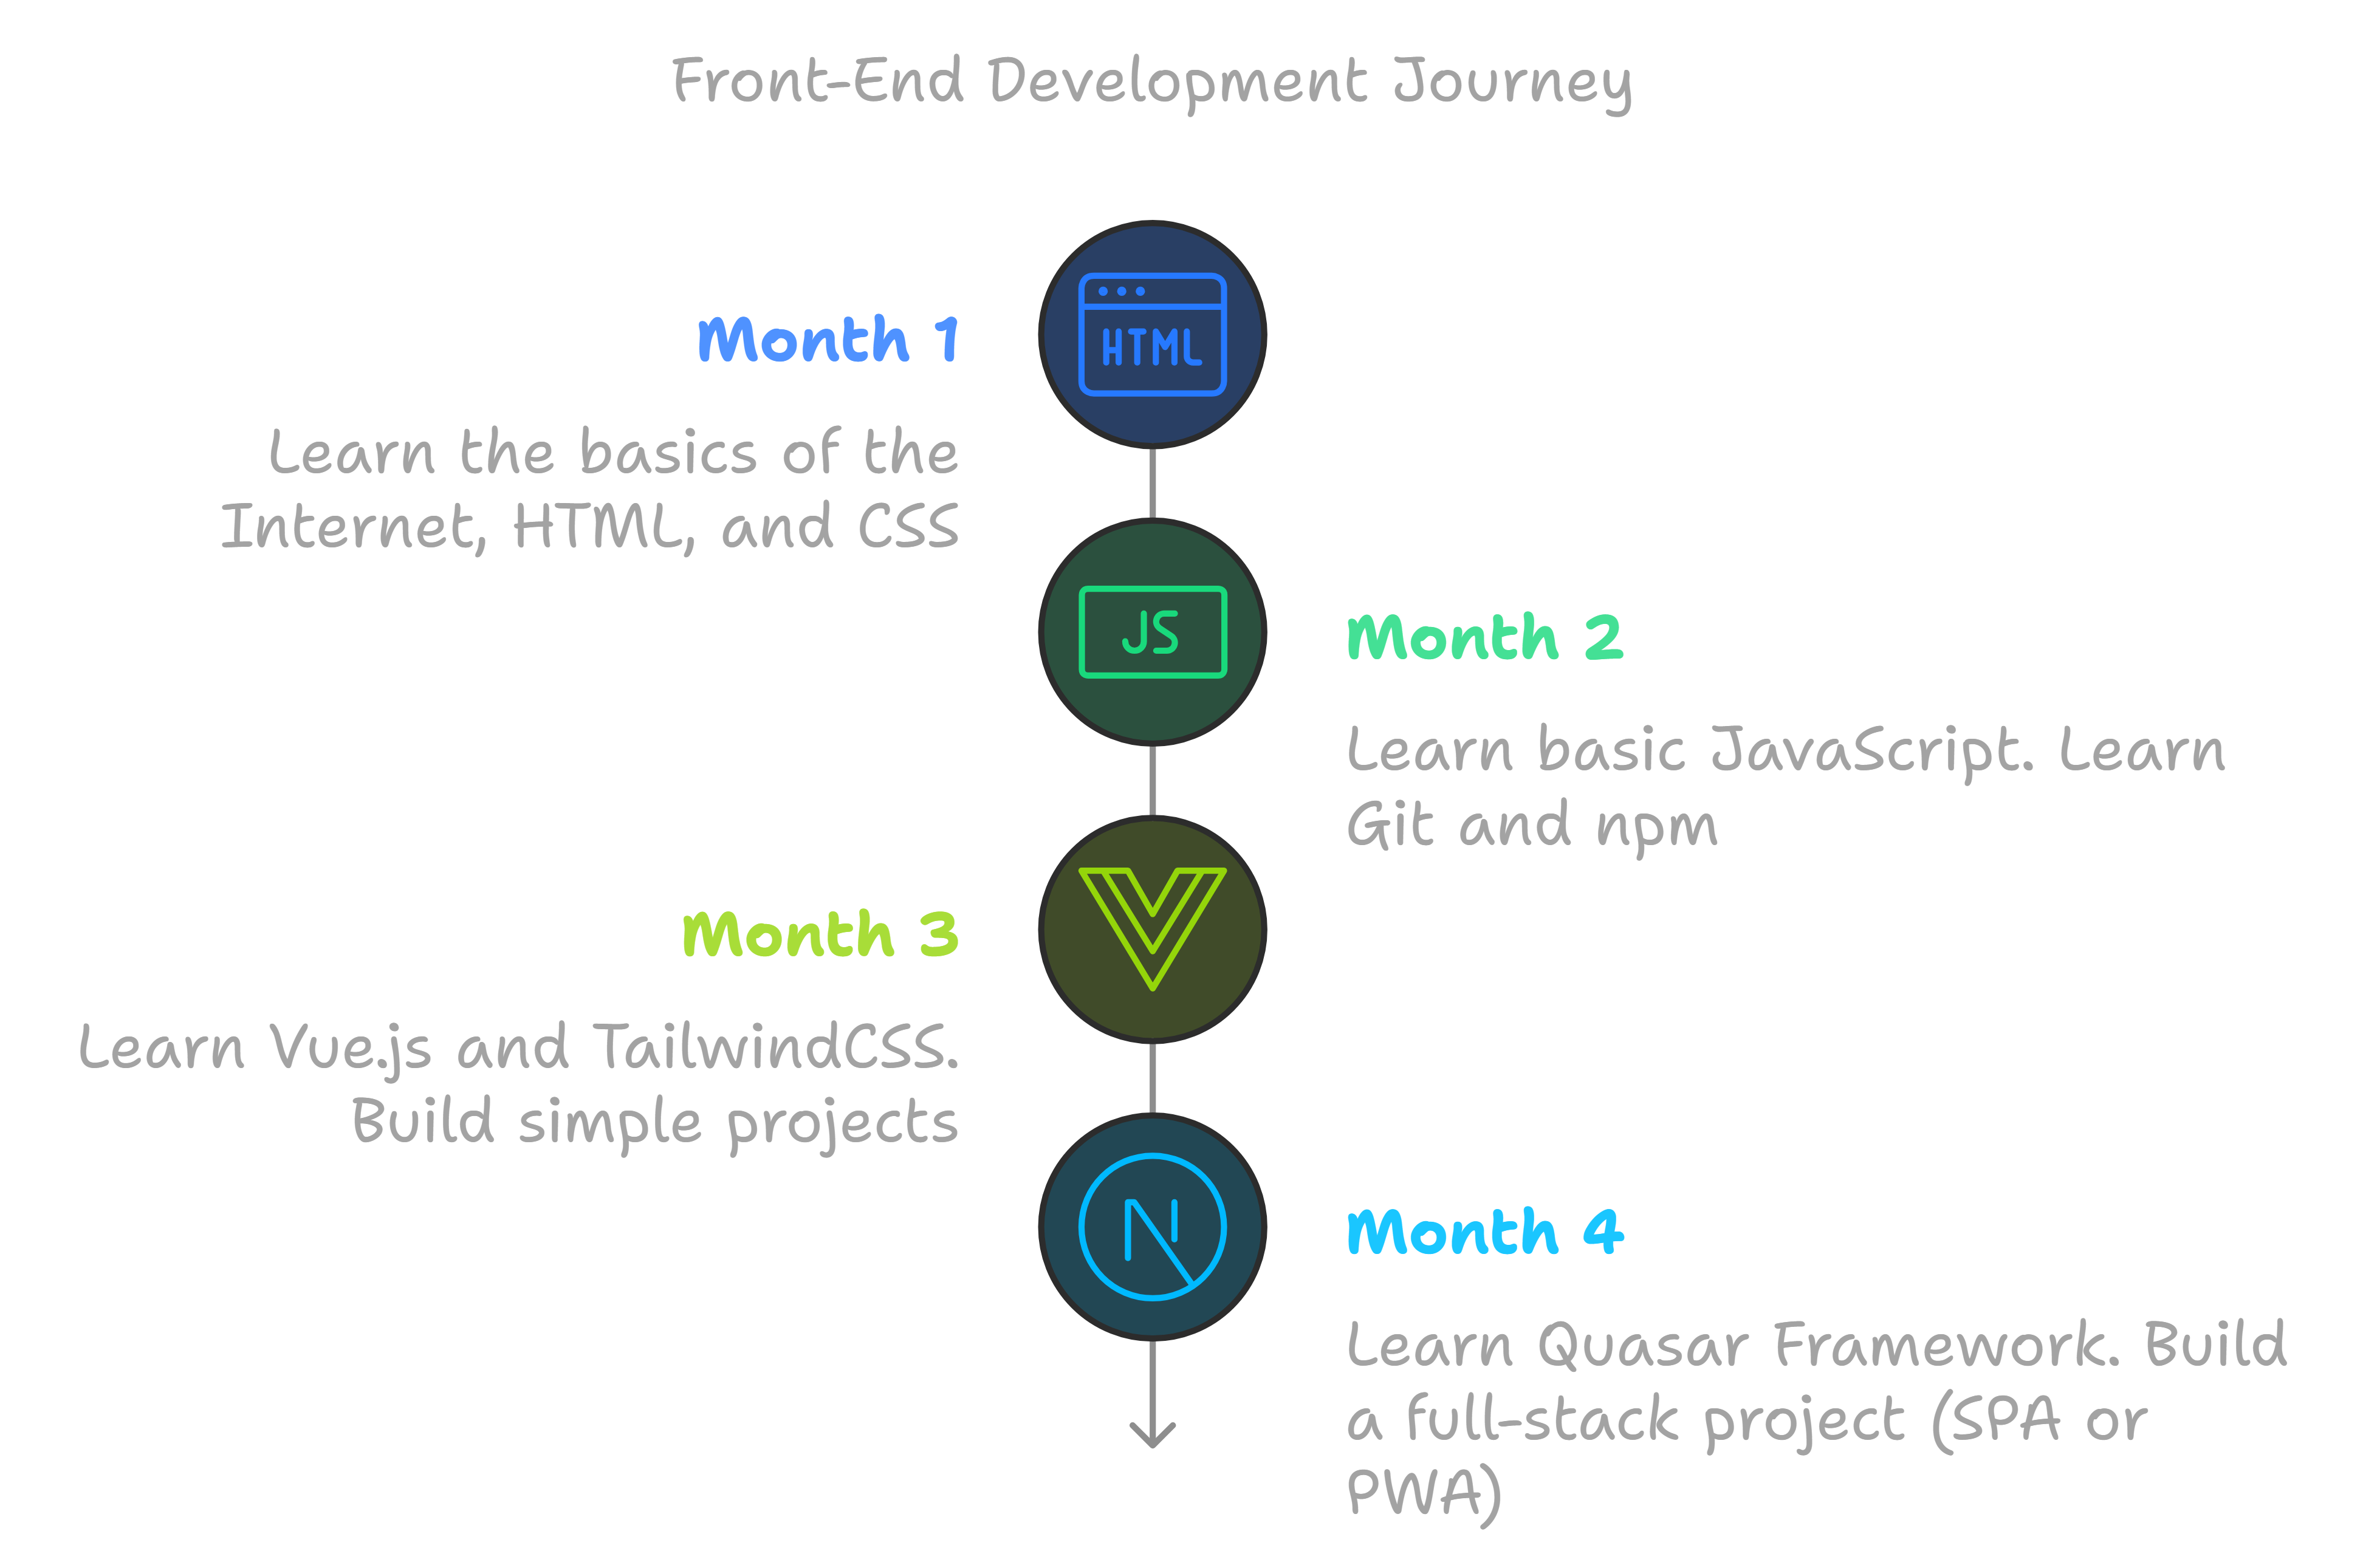 Front-End Development Journey
HTML
Month 1
Learn the basics of the
Internet, HTML, and CSS
JS
Month 2
Learn basic JavaScript. Learn
Git and npm
Month 3
Learn Vue.js and TailwindCSS.
Build simple projects
N
Month 4
Learn Quasar Framework. Build
a full-stack project (SPA or
PWA)